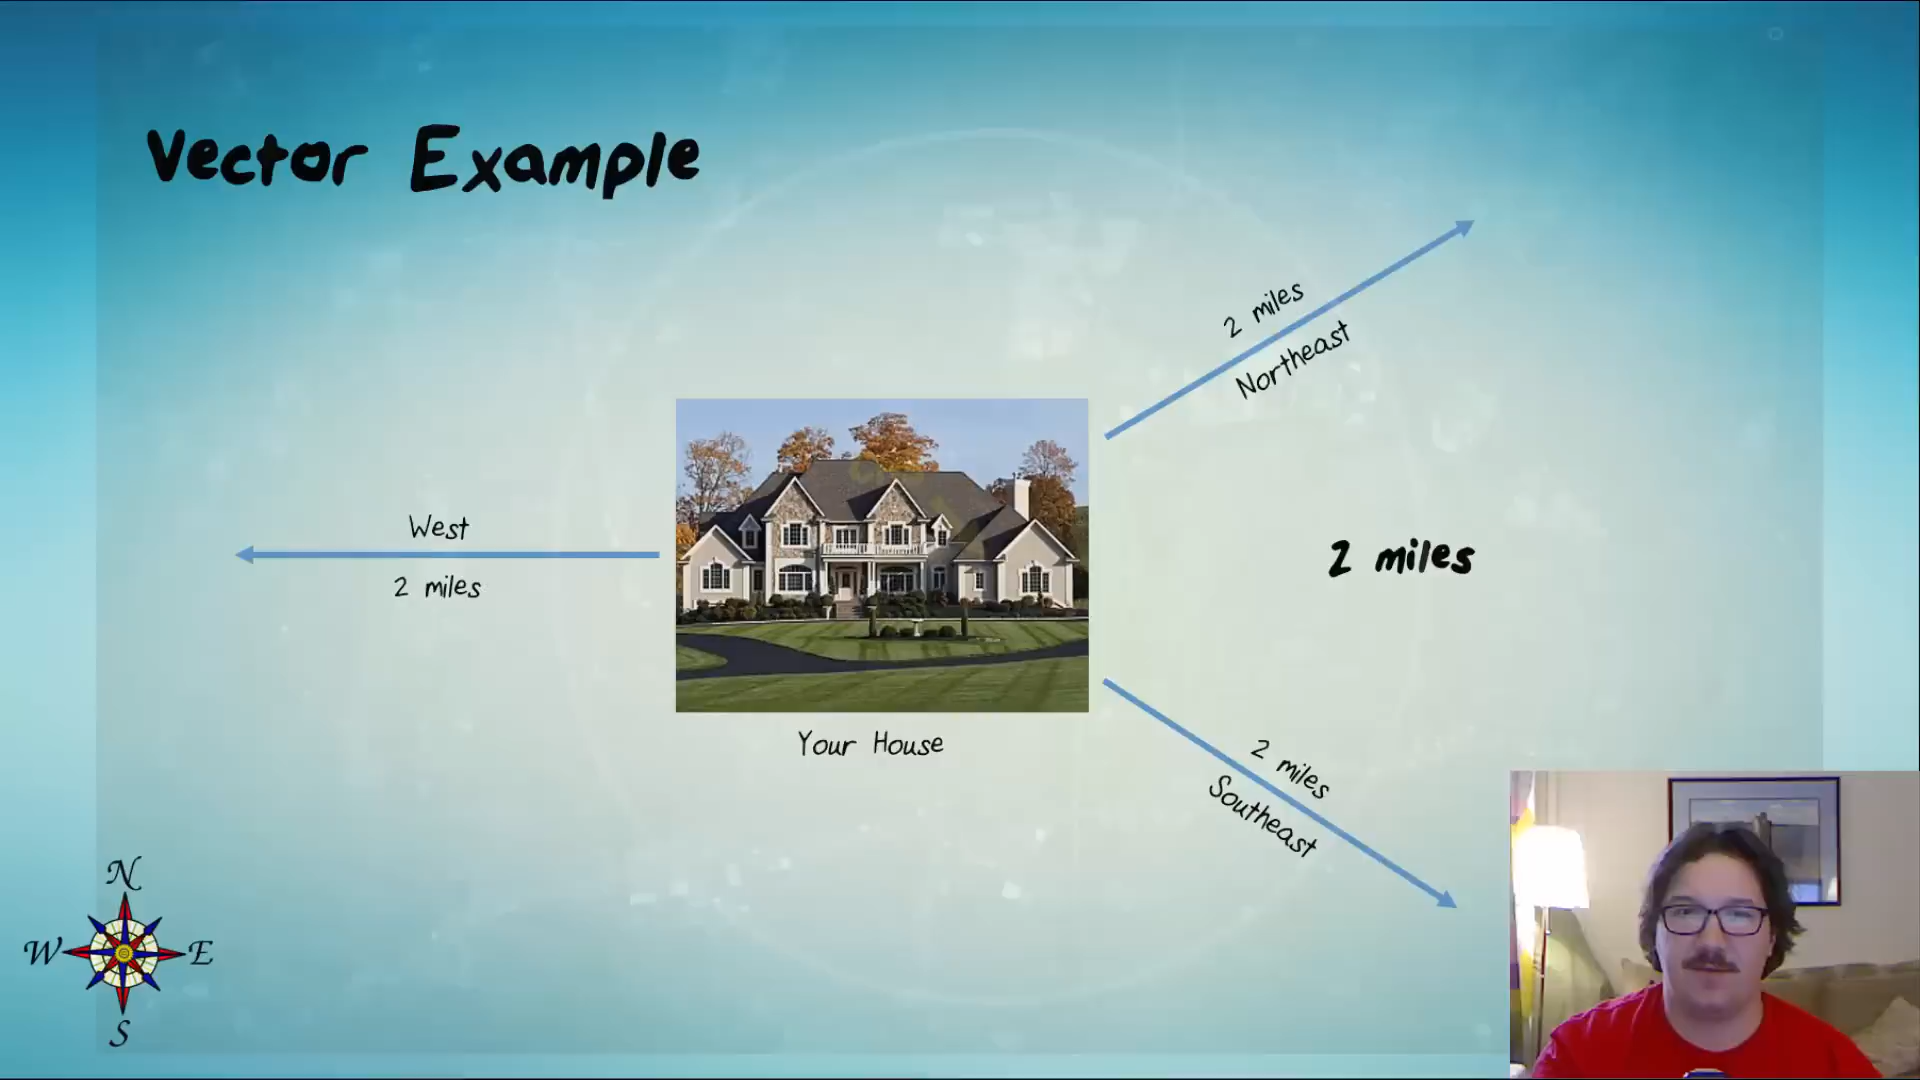 Vector Example
2 miles
Northeast
West
2 miles
2 miles
Your House
2 miles
Southeast
N
W E
S